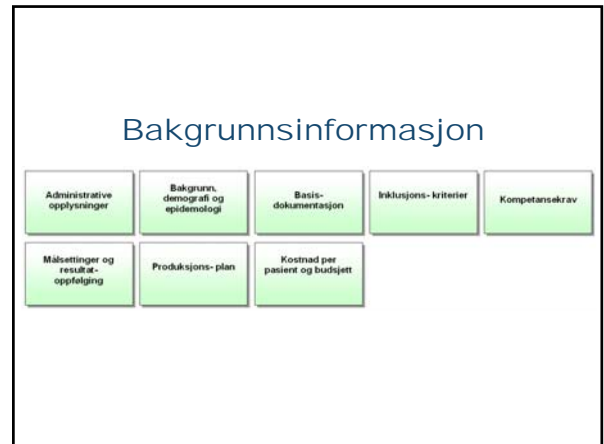 Bakgrunnsinformasjon
Administrative
opplysninger
Bakgrunn,
demografi og
epidemologi
Basis-
dokumentasjon
Inklusjons- kriterier
Kompetansekrav
Målsettinger og
resultat-
oppfølging
Produksjons- plan
Kostnad per
pasient og budsjett